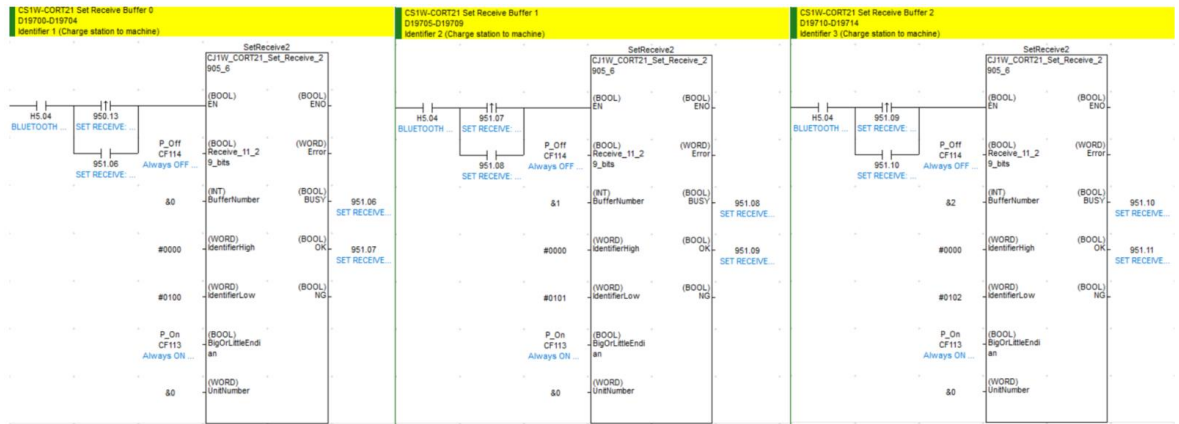 CS1W-CORT21 Set Receive Buffer 0
D19700-D19704
Identifier 1 (Charge station to machine)
SetReceive2
CJ1W_CORT21_Set_Receive_2
905_6
(BOOL)
EN
(BOOL)
ENO
H5.04
BLUETOOTH ...
950.13
SET RECEIVE: ...
951.06
SET RECEIVE: ...
P_Off
CF114
Always OFF ...
(BOOL)
Receive_11_2
9_bits
(WORD)
Error
&0
(INT)
BufferNumber
(BOOL)
BUSY
951.06
SET RECEIVE...
#0000
(WORD)
IdentifierHigh
(BOOL)
OK
951.07
SET RECEIVE...
#0100
(WORD)
IdentifierLow
(BOOL)
NG
P_On
CF113
Always ON ...
(BOOL)
BigOrLittleEndi
an
&0
(WORD)
UnitNumber
CS1W-CORT21 Set Receive Buffer 1
D19705-D19709
Identifier 2 (Charge station to machine)
SetReceive2
CJ1W_CORT21_Set_Receive_2
905_6
(BOOL)
EN
(BOOL)
ENO
H5.04
BLUETOOTH ...
951.07
SET RECEIVE: ...
951.08
SET RECEIVE: ...
P_Off
CF114
Always OFF ...
(BOOL)
Receive_11_2
9_bits
(WORD)
Error
&1
(INT)
BufferNumber
(BOOL)
BUSY
951.08
SET RECEIVE...
#0000
(WORD)
IdentifierHigh
(BOOL)
OK
951.09
SET RECEIVE...
#0101
(WORD)
IdentifierLow
(BOOL)
NG
P_On
CF113
Always ON ...
(BOOL)
BigOrLittleEndi
an
&0
(WORD)
UnitNumber
CS1W-CORT21 Set Receive Buffer 2
D19710-D19714
Identifier 3 (Charge station to machine)
SetReceive2
CJ1W_CORT21_Set_Receive_2
905_6
(BOOL)
EN
(BOOL)
ENO
H5.04
BLUETOOTH ...
951.09
SET RECEIVE: ...
951.10
SET RECEIVE: ...
P_Off
CF114
Always OFF ...
(BOOL)
Receive_11_2
9_bits
(WORD)
Error
&2
(INT)
BufferNumber
(BOOL)
BUSY
951.10
SET RECEIVE...
#0000
(WORD)
IdentifierHigh
(BOOL)
OK
951.11
SET RECEIVE...
#0102
(WORD)
IdentifierLow
(BOOL)
NG
P_On
CF113
Always ON ...
(BOOL)
BigOrLittleEndi
an
&0
(WORD)
UnitNumber